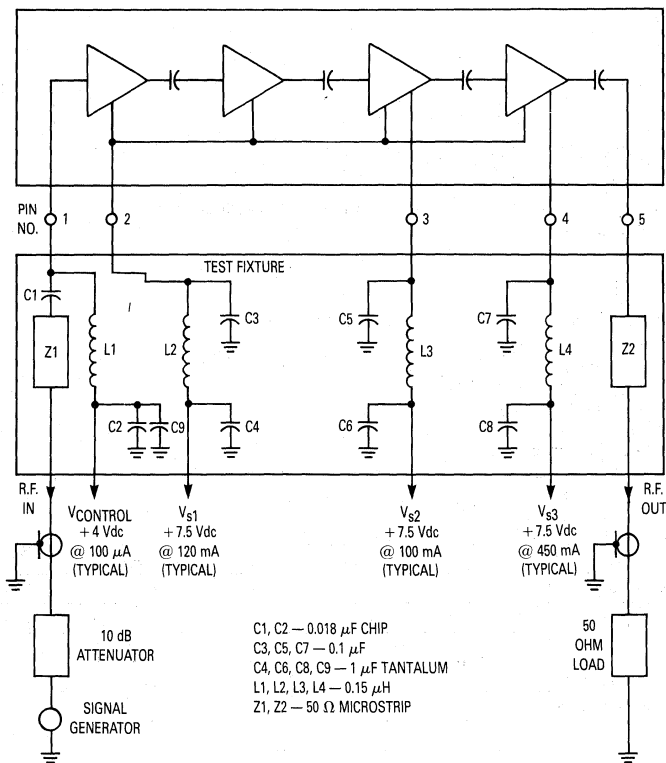 PIN
NO.
1
2
3
4
5
TEST FIXTURE
C1
Z1
L1
C2
C9
L2
C3
C4
C5
L3
C6
C7
L4
C8
Z2
R.F.
IN
VCONTROL
+ 4 Vdc
@ 100 μA
(TYPICAL)
Vs1
+ 7.5 Vdc
@ 120 mA
(TYPICAL)
Vs2
+ 7.5 Vdc
@ 100 mA
(TYPICAL)
Vs3
+ 7.5 Vdc
@ 450 mA
(TYPICAL)
R.F.
OUT
10 dB
ATTENUATOR
SIGNAL
GENERATOR
C1, C2 — 0.018 μF CHIP
C3, C5, C7 — 0.1 μF
C4, C6, C8, C9 — 1 μF TANTALUM
L1, L2, L3, L4 — 0.15 μH
Z1, Z2 — 50 Ω MICROSTRIP
50
OHM
LOAD